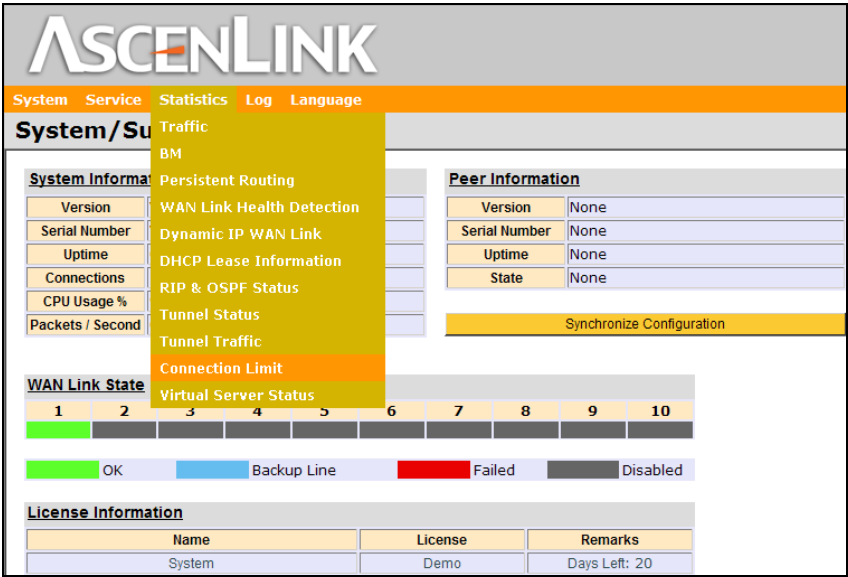 ASCENLINK
System Service Statistics Log Language
System/Su
Traffic
BM
Persistent Routing
WAN Link Health Detection
Dynamic IP WAN Link
DHCP Lease Information
RIP & OSPF Status
Tunnel Status
Tunnel Traffic
Connection Limit
Virtual Server Status
System Informat
Version
Serial Number
Uptime
Connections
CPU Usage %
Packets / Second
Peer Information
Version None
Serial Number None
Uptime None
State None
Synchronize Configuration
WAN Link State
1 2 3 4 5 6 7 8 9 10
OK Backup Line Failed Disabled
License Information
Name License Remarks
System Demo Days Left: 20